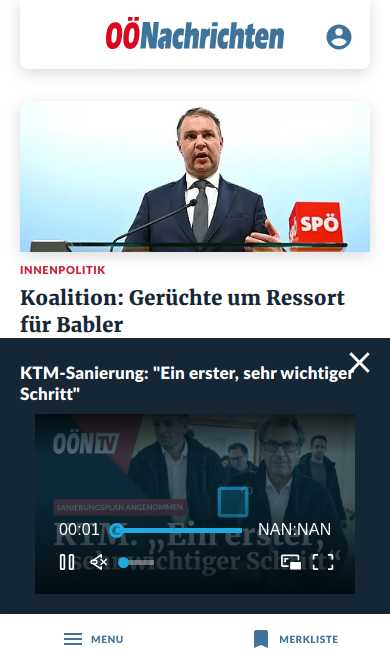 OÖNachrichten
SPÖ
INNENPOLITIK
Koalition: Gerüchte um Ressort
für Babler
KTM-Sanierung: "Ein erster, sehr wichtiger
Schritt"
OÖN TV
SANIERUNGSPLAN ANGENOMMEN
KTM: „Ein erster,
sehr wichtiger Schritt“
00:01
NAN:NAN
MENU
MERKLISTE